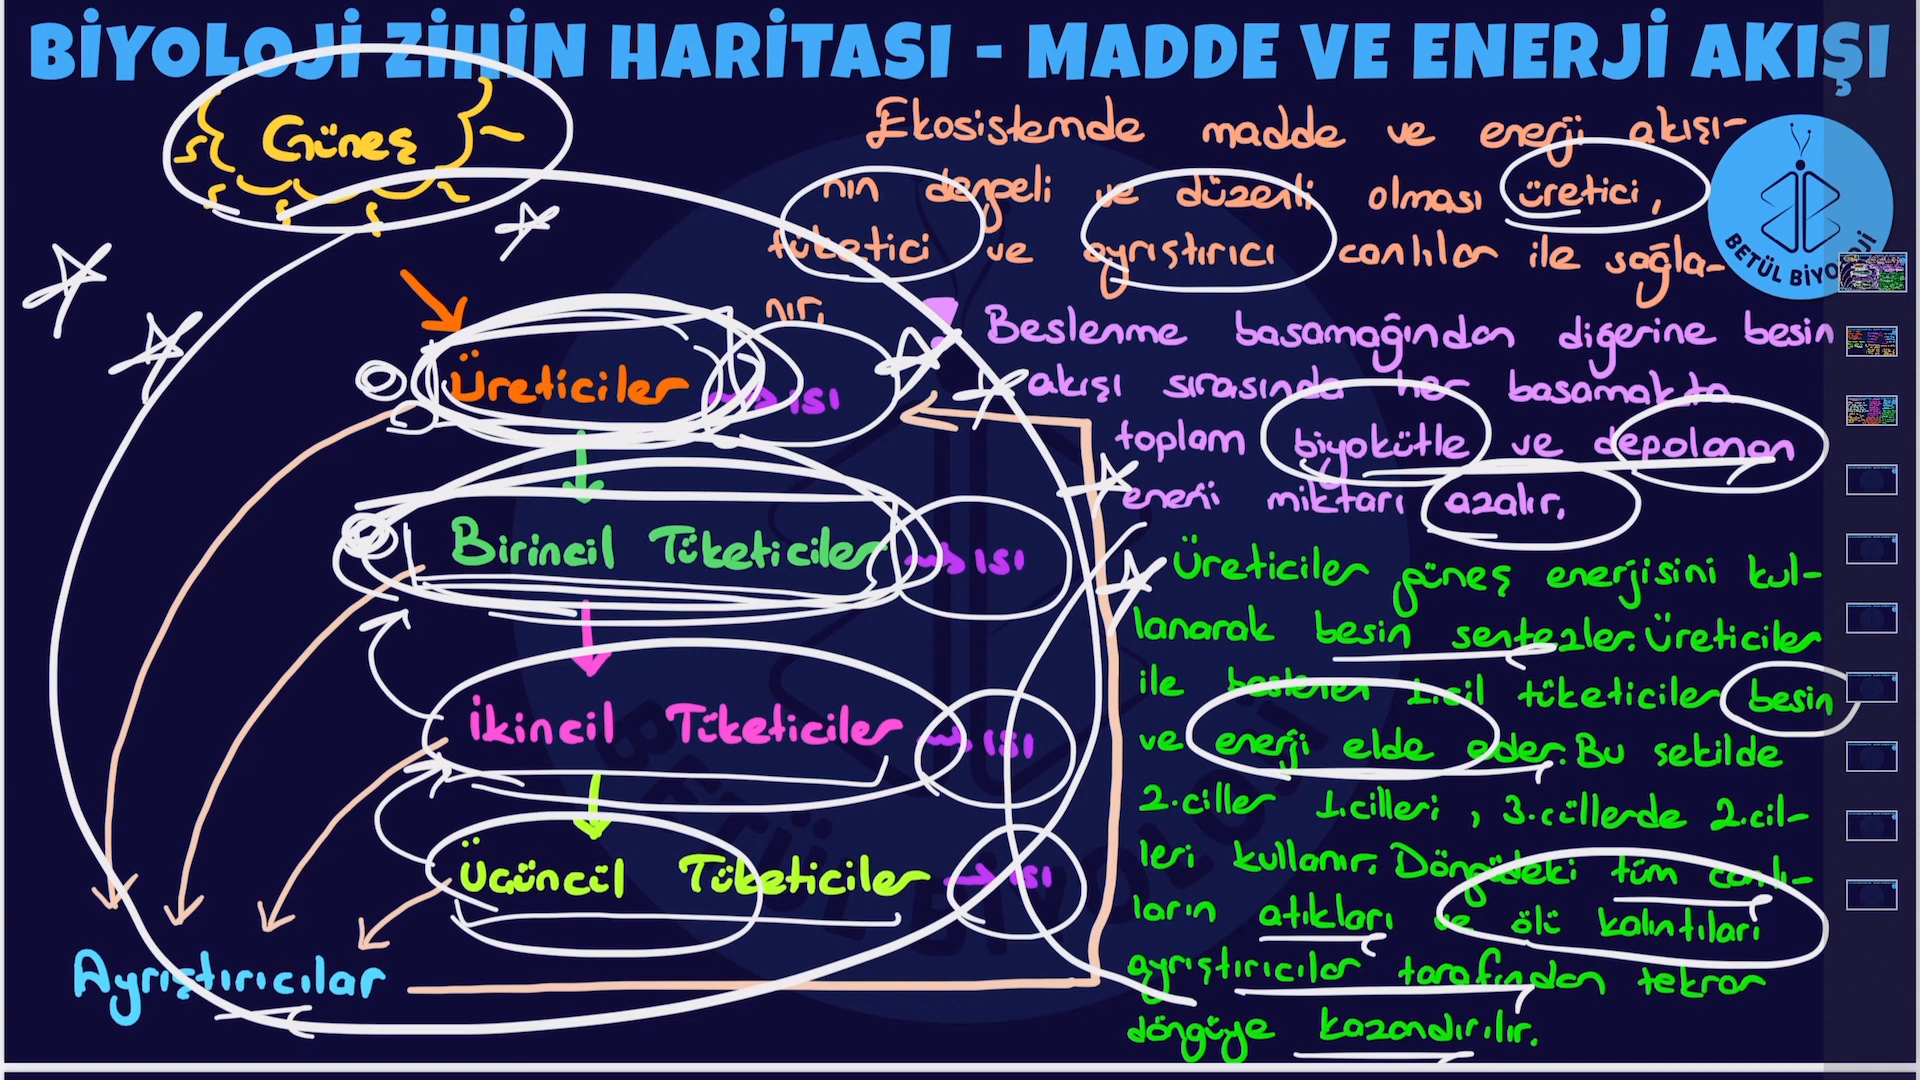 BİYOLOJİ ZİHİN HARİTASI - MADDE VE ENERJİ AKIŞI
Güneş
Ekosistemde madde ve enerji akışı-
nın dengeli ve düzenli olması üretici,
tüketici ve ayrıştırıcı canlılar ile sağla-
nır.
BETÜL BİYOLOJİ
Beslenme basamağından diğerine besin
akışı sırasında her basamakta
toplam biyokütle ve depolanan
enerji miktarı azalır.
Üreticiler ısı
Birincil Tüketiciler ısı
İkincil Tüketiciler ısı
Üçüncül Tüketiciler ısı
Ayrıştırıcılar
Üreticiler güneş enerjisini kul-
lanarak besin sentezler. Üreticiler
ile beslenen 1.cil tüketiciler besin
ve enerji elde eder. Bu şekilde
2.ciller 1.cilleri, 3.cüllerde 2.cil-
leri kullanır. Döngüdeki tüm canlı-
ların atıkları ve ölü kalıntıları
ayrıştırıcılar tarafından tekrar
döngüye kazandırılır.